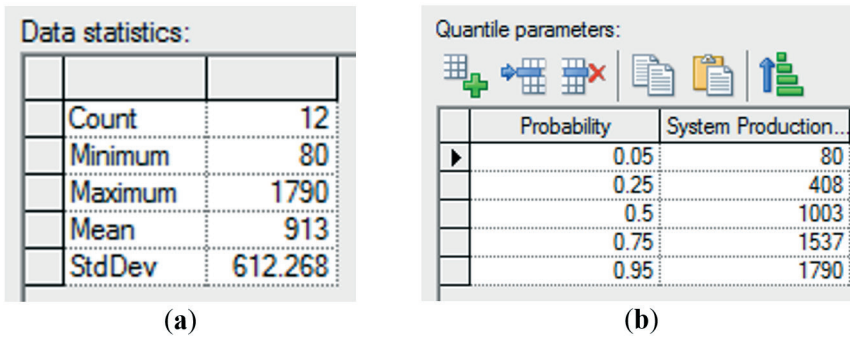 Data statistics:
Count 12
Minimum 80
Maximum 1790
Mean 913
StdDev 612.268
(a)
Quantile parameters:
Probability System Production...
0.05 80
0.25 408
0.5 1003
0.75 1537
0.95 1790
(b)